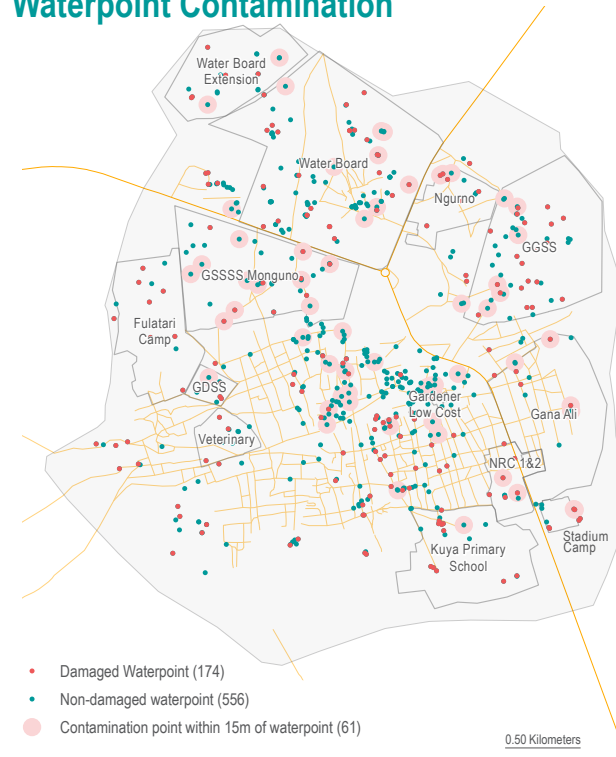 Waterpoint Contamination
Water Board
Extension
Water Board
Ngurno
GGSS
GSSSS Monguno
Fulatari
Camp
GDSS
Gardener
Low Cost
Gana Ali
Veterinary
NRC 1&2
Stadium
Camp
Kuya Primary
School
Damaged Waterpoint (174)
Non-damaged waterpoint (556)
Contamination point within 15m of waterpoint (61)
0.50 Kilometers